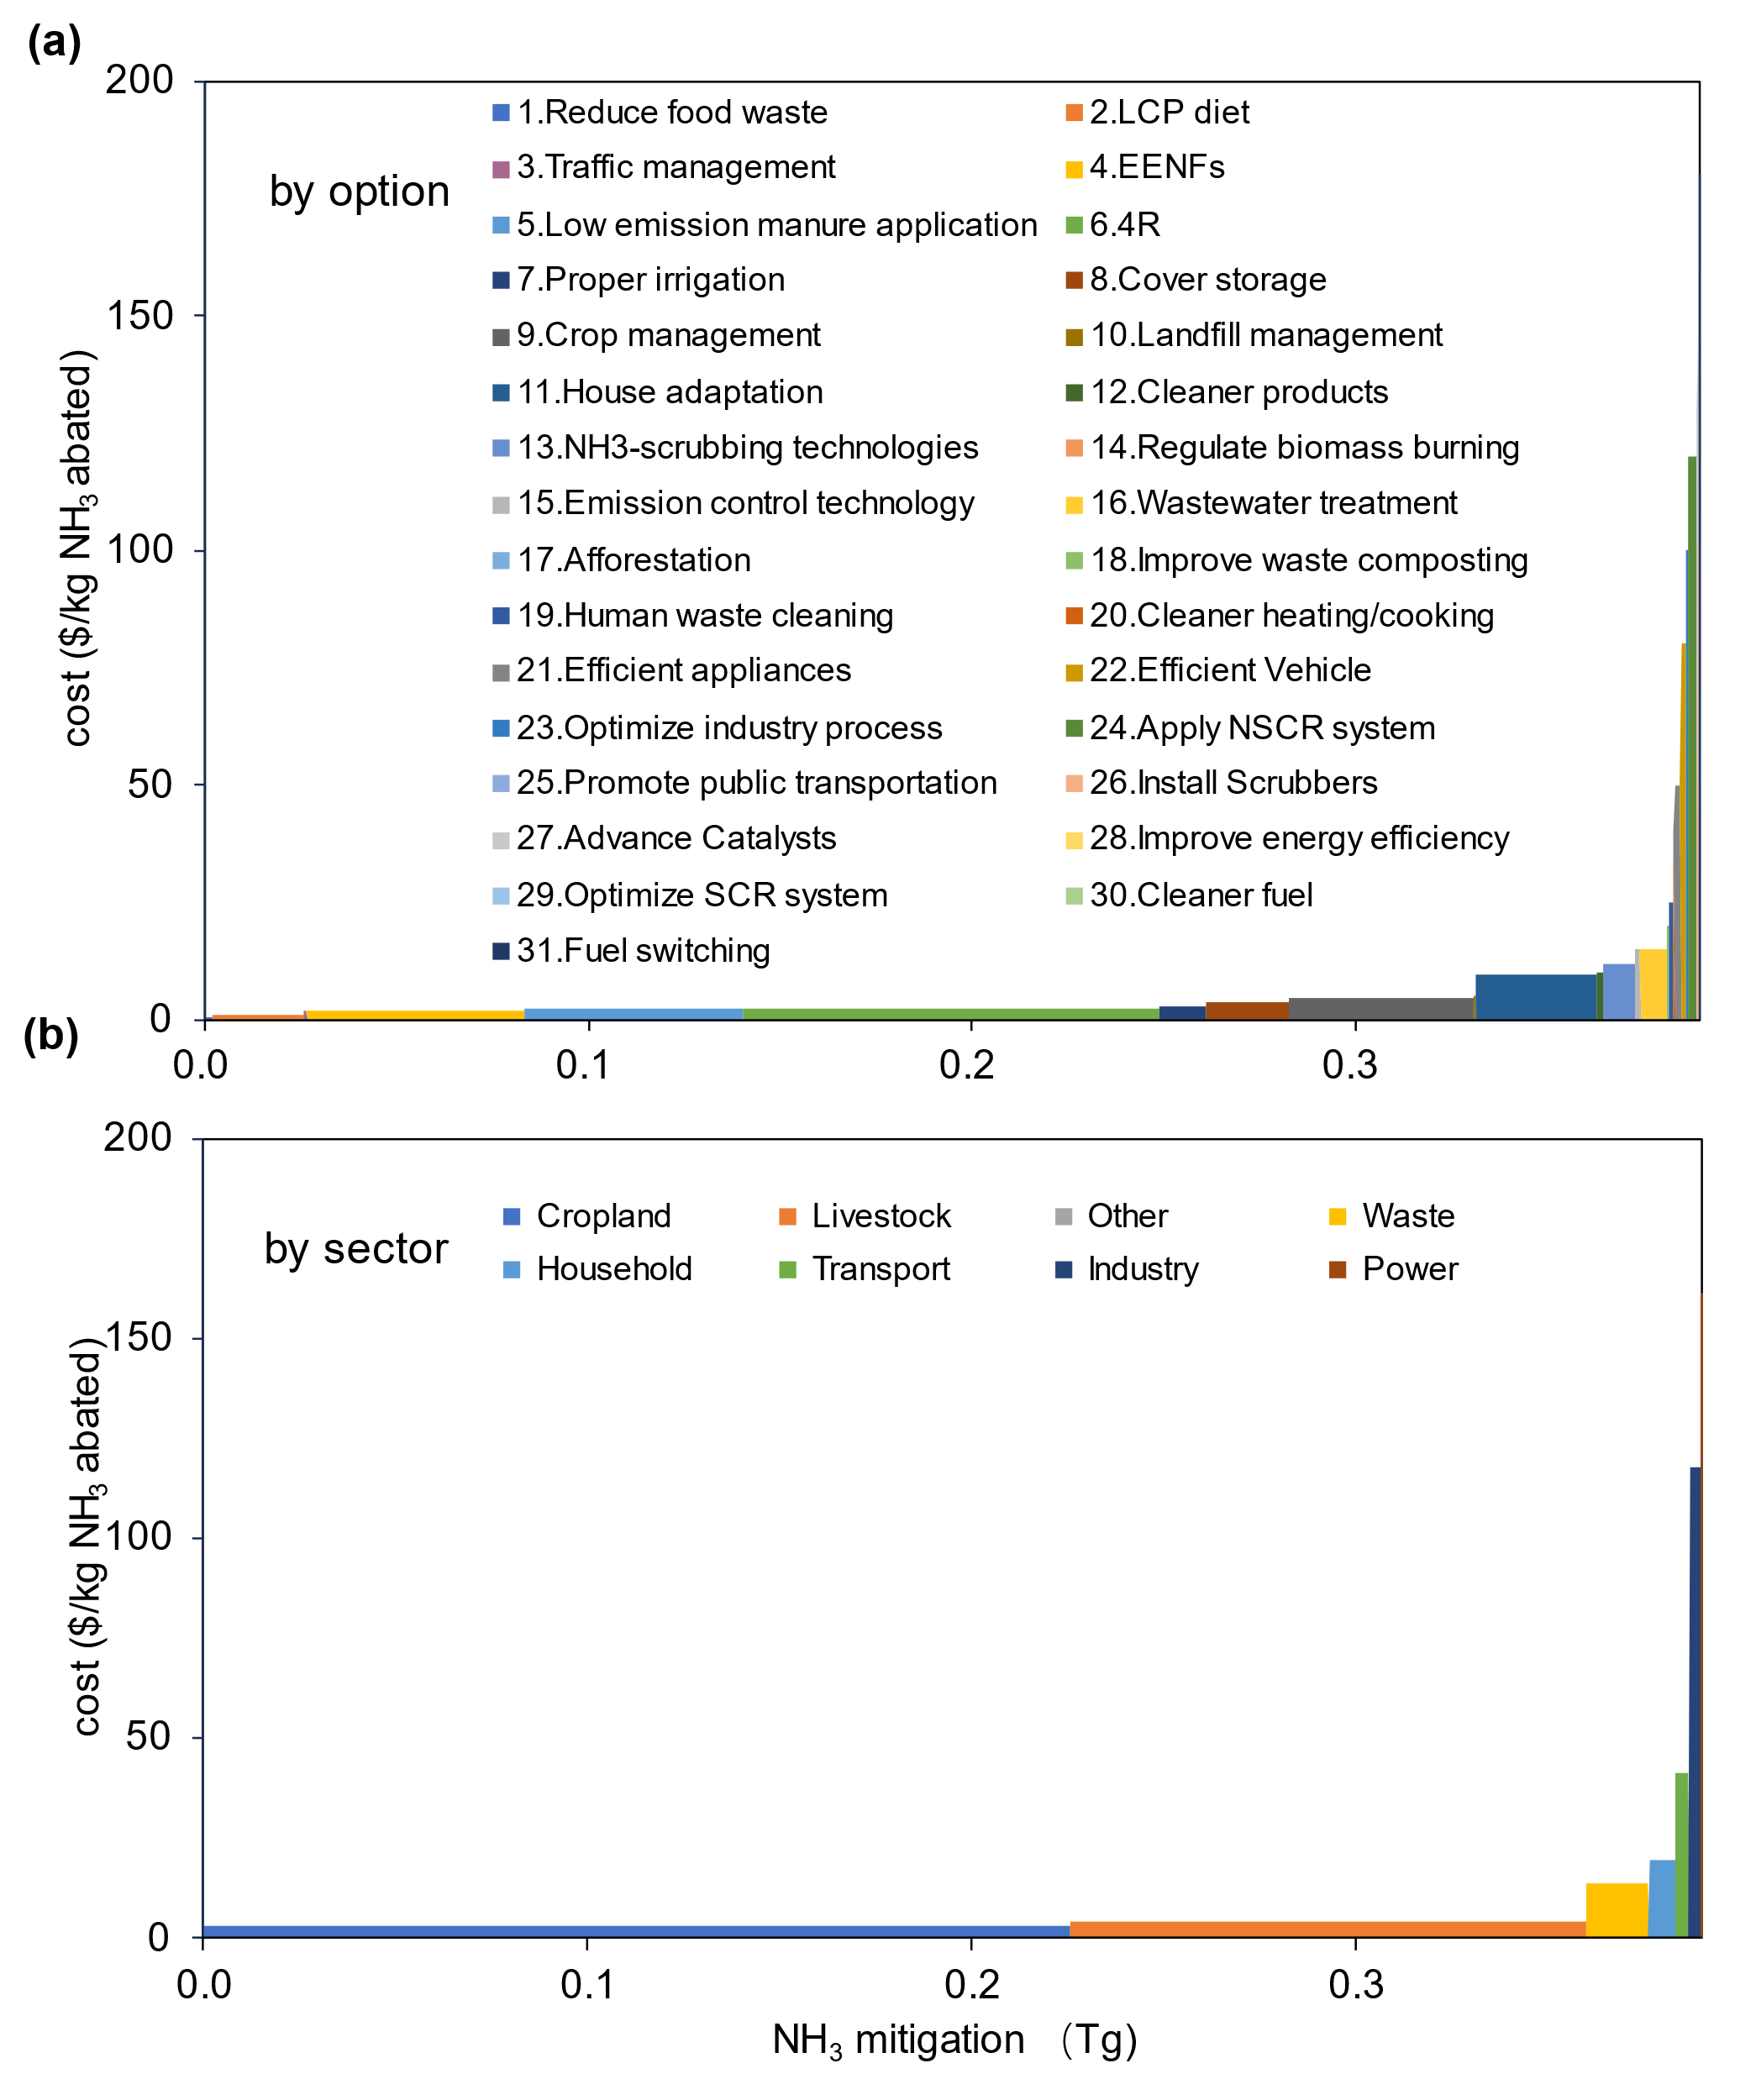 (a)
200
1.Reduce food waste 2.LCP diet
3.Traffic management 4.EENFs
by option
5.Low emission manure application 6.4R
7.Proper irrigation 8.Cover storage
150
9.Crop management 10.Landfill management
11.House adaptation 12.Cleaner products
13.NH3-scrubbing technologies 14.Regulate biomass burning
15.Emission control technology 16.Wastewater treatment
100
17.Afforestation 18.Improve waste composting
19.Human waste cleaning 20.Cleaner heating/cooking
21.Efficient appliances 22.Efficient Vehicle
23.Optimize industry process 24.Apply NSCR system
50
25.Promote public transportation 26.Install Scrubbers
27.Advance Catalysts 28.Improve energy efficiency
29.Optimize SCR system 30.Cleaner fuel
31.Fuel switching
0
cost ($/kg NH₃ abated)
0.0 0.1 0.2 0.3
(b)
200
by sector
Cropland Livestock Other Waste
Household Transport Industry Power
150
100
50
0
cost ($/kg NH₃ abated)
0.0 0.1 0.2 0.3
NH₃ mitigation （Tg)